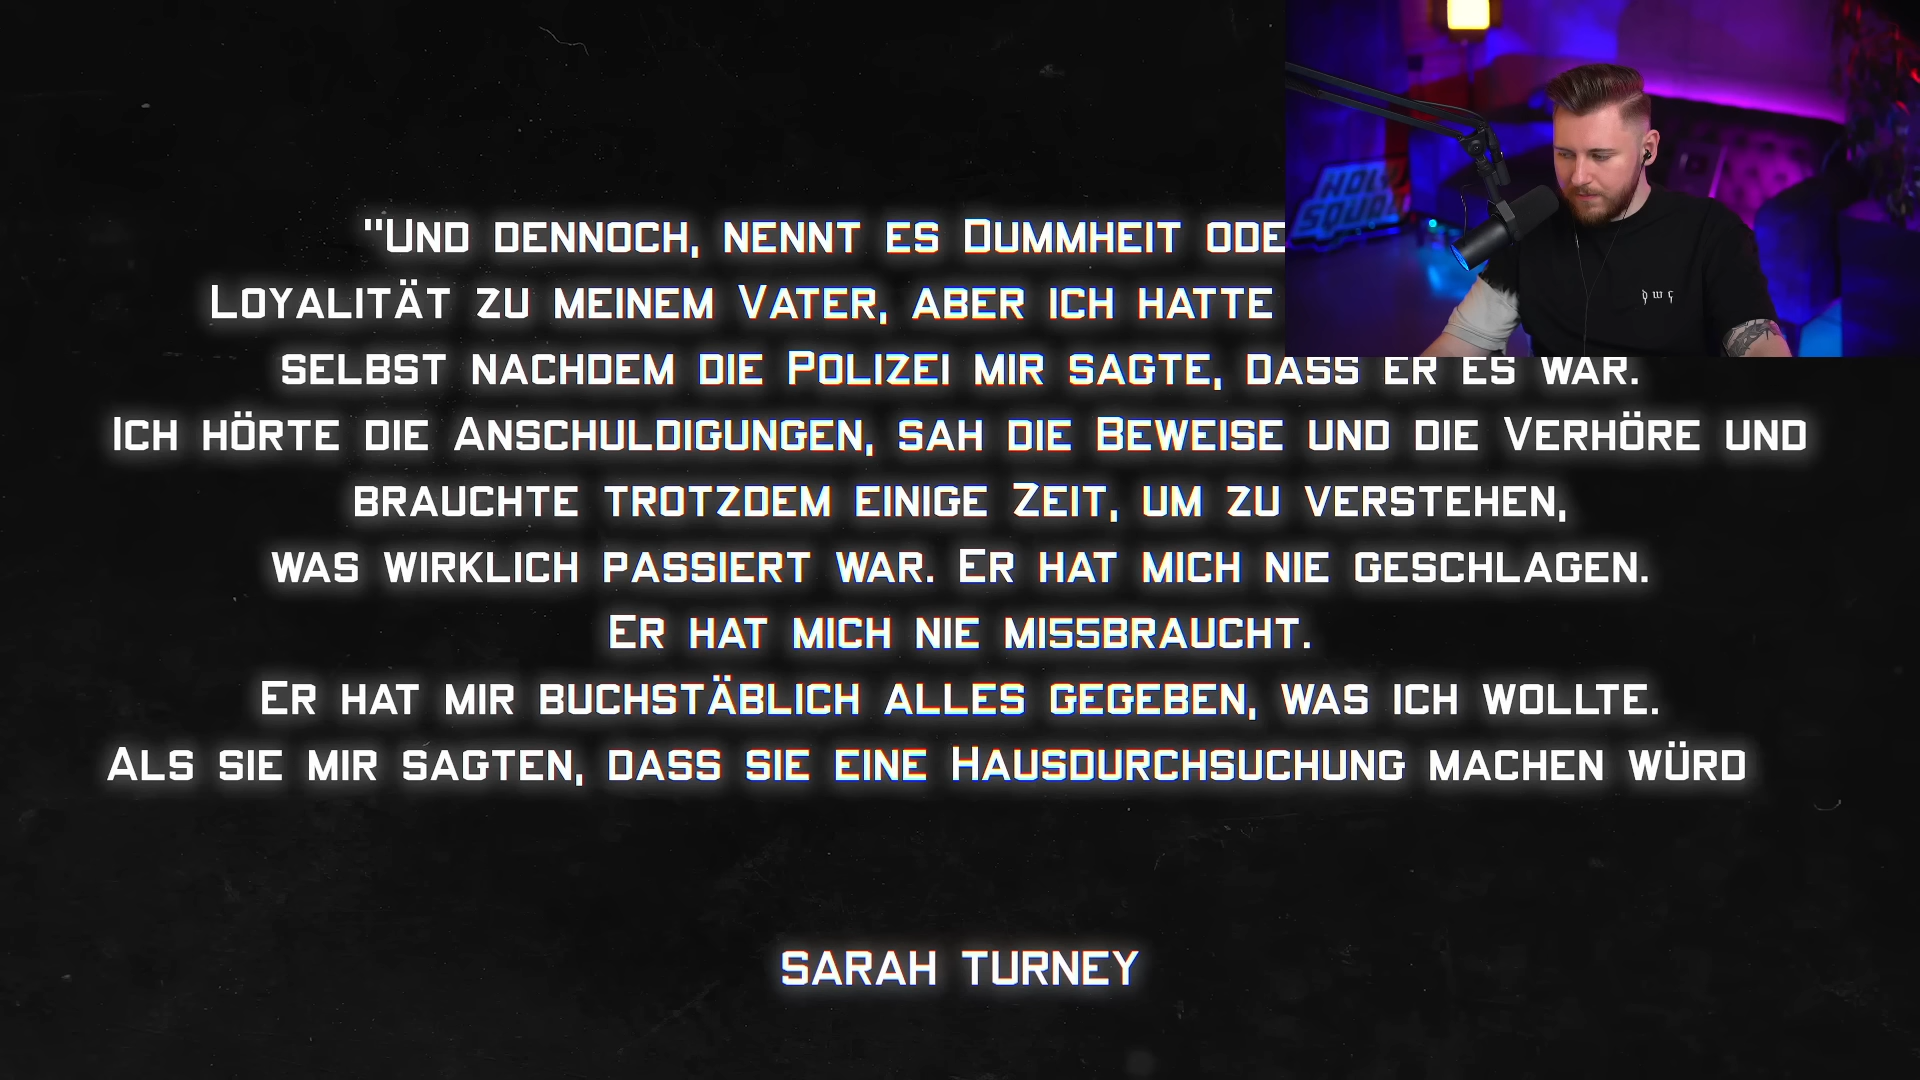 "Und dennoch, nennt es Dummheit
Loyalität zu meinem Vater, aber ich hatte
selbst nachdem die Polizei mir sagte, dass er es war.
Ich hörte die Anschuldigungen, sah die Beweise und die Verhöre und
brauchte trotzdem einige Zeit, um zu verstehen,
was wirklich passiert war. Er hat mich nie geschlagen.
Er hat mich nie missbraucht.
Er hat mir buchstäblich alles gegeben, was ich wollte.
Als sie mir sagten, dass sie eine Hausdurchsuchung machen würd
SARAH TURNEY
HOLY
SQUAD